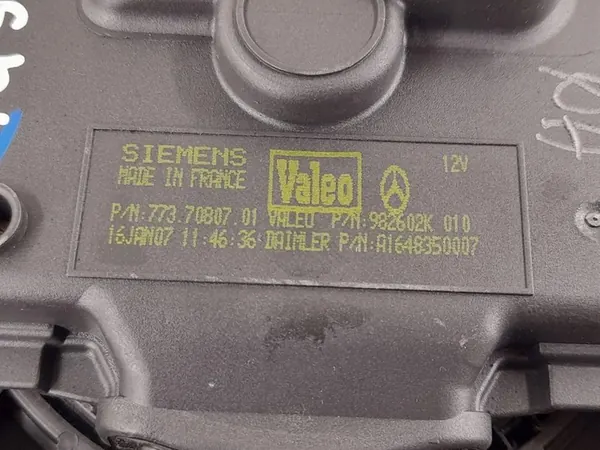 SIEMENS Valeo 12V
MADE IN FRANCE
P/N:773.70807.01 VALEO P/N:982602K 010
16JAN07 11:46:36 DAIMLER P/N:A1648350007